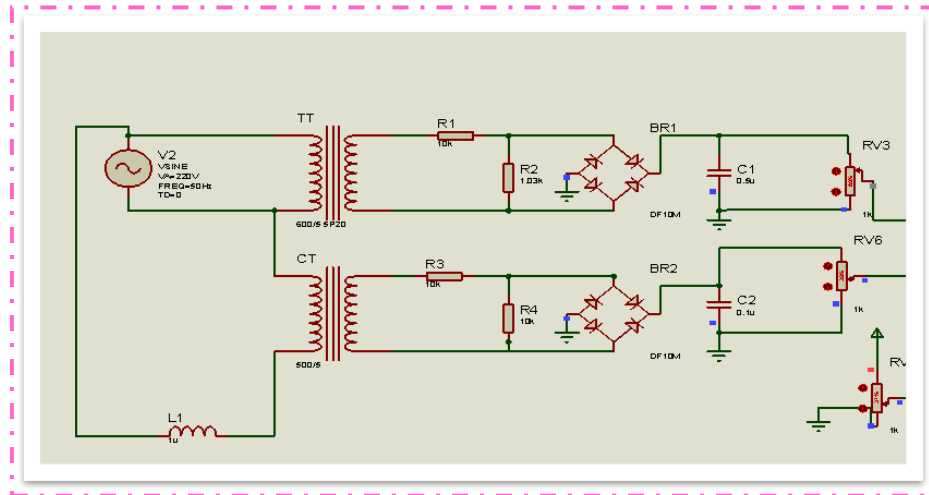 TT
R1
10k
BR1
V2
VSINE
VA=220V
FREQ=50Hz
TD=0
R2
1.03k
C1
0.5u
RV3
1k
DF10M
600/5 5P20
CT
R3
10k
BR2
RV6
R4
10k
C2
0.1u
1k
DF10M
500/5
RV
L1
1u
1k